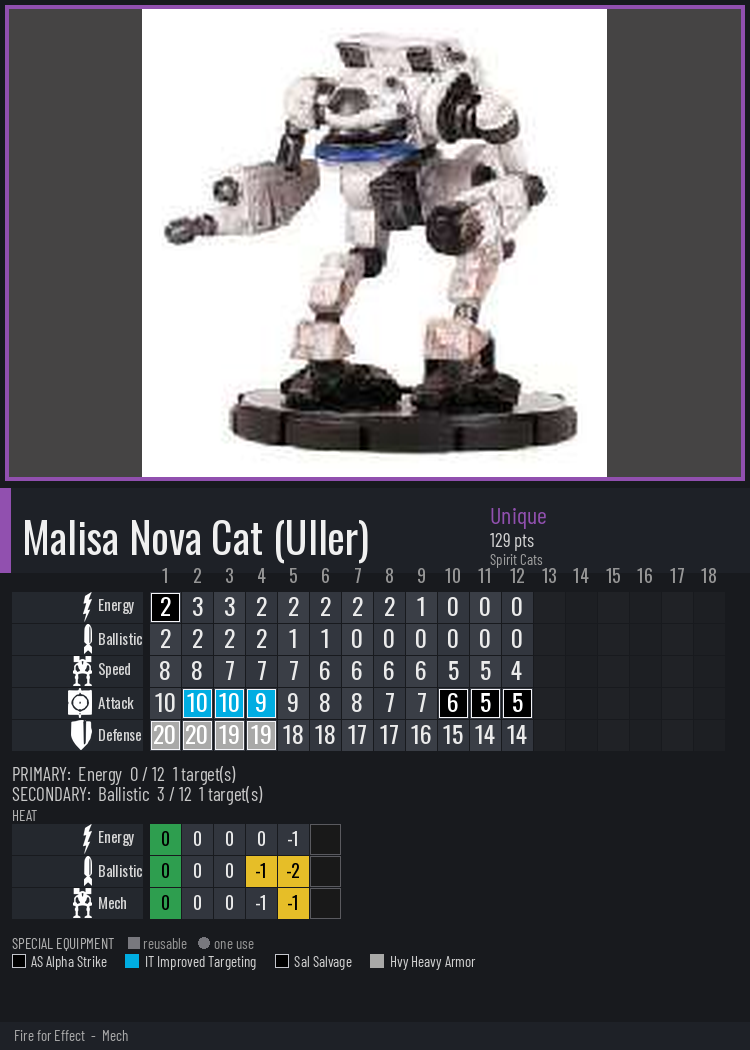 Malisa Nova Cat (Uller)
Unique
129 pts
Spirit Cats
1 2 3 4 5 6 7 8 9 10 11 12 13 14 15 16 17 18
Energy 2 3 3 2 2 2 2 2 1 0 0 0
Ballistic 2 2 2 2 1 1 0 0 0 0 0 0
Speed 8 8 7 7 7 6 6 6 6 5 5 4
Attack 10 10 10 9 9 8 8 7 7 6 5 5
Defense 20 20 19 19 18 18 17 17 16 15 14 14
PRIMARY: Energy 0 / 12 1 target(s)
SECONDARY: Ballistic 3 / 12 1 target(s)
HEAT
Energy 0 0 0 0 -1
Ballistic 0 0 0 -1 -2
Mech 0 0 0 -1 -1
SPECIAL EQUIPMENT reusable one use
AS Alpha Strike IT Improved Targeting Sal Salvage Hvy Heavy Armor
Fire for Effect - Mech